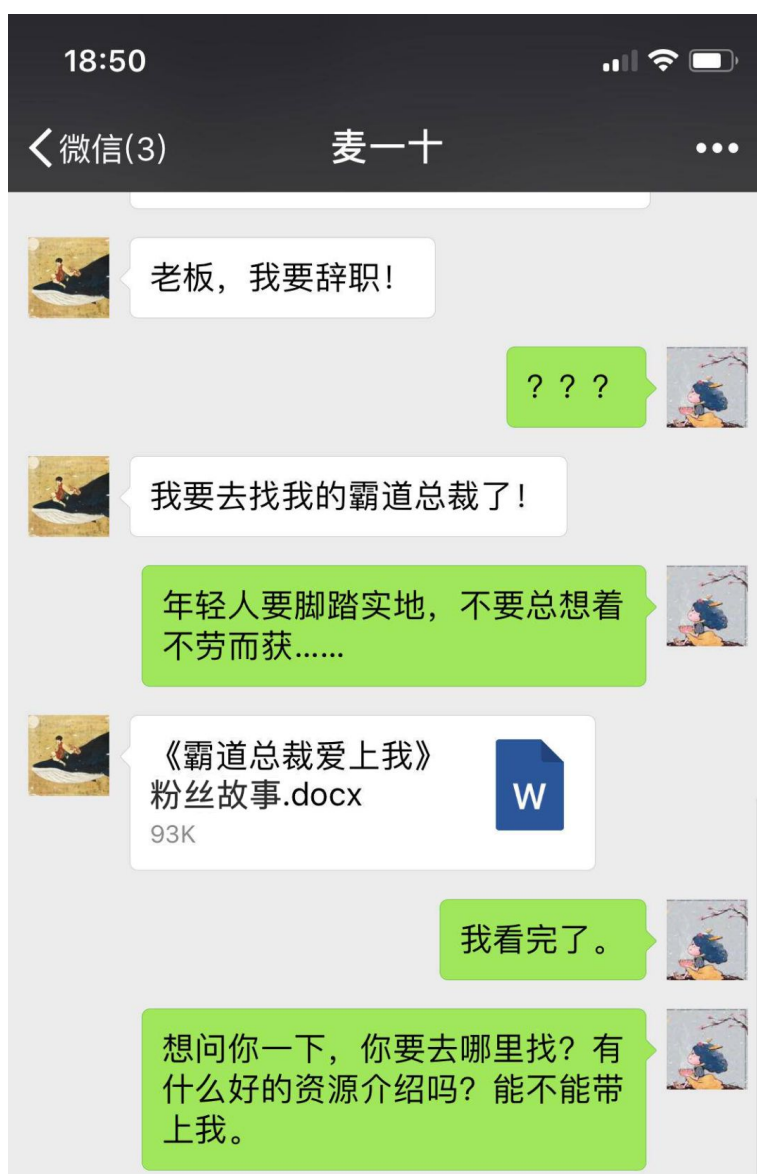 18:50
微信(3)
麦一十
老板，我要辞职！
？？？
我要去找我的霸道总裁了！
年轻人要脚踏实地，不要总想着
不劳而获……
《霸道总裁爱上我》
粉丝故事.docx
W
93K
我看完了。
想问你一下，你要去哪里找？有
什么好的资源介绍吗？能不能带
上我。